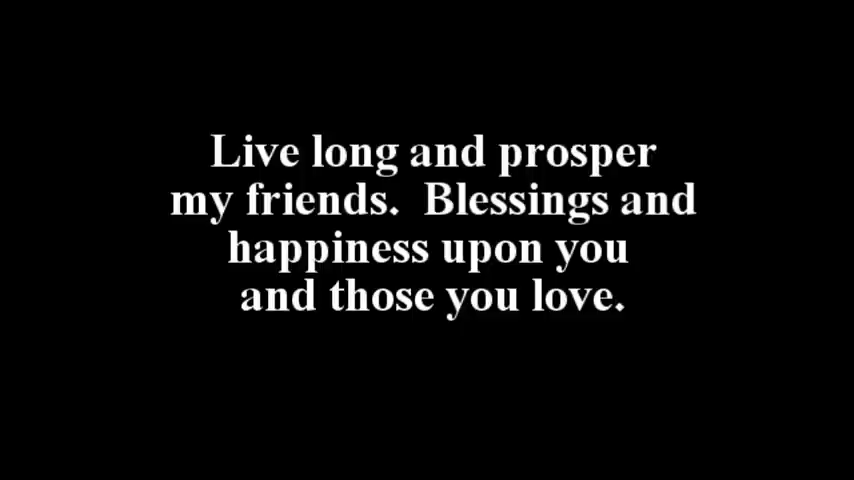 Live long and prosper
my friends.  Blessings and
happiness upon you
and those you love.